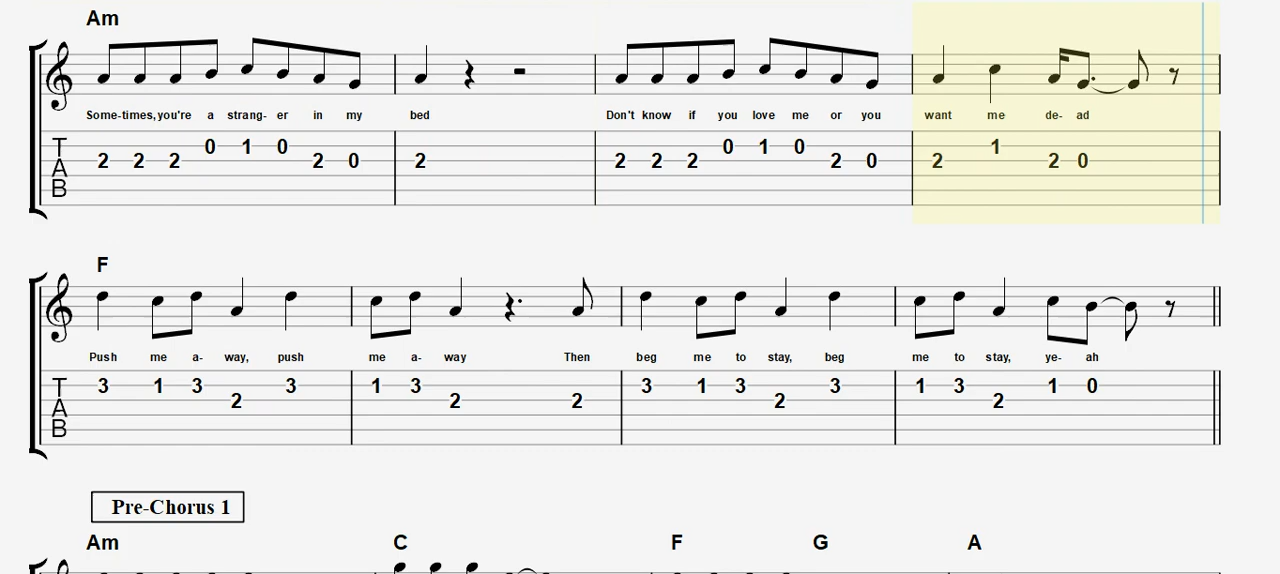 Am
Some-times,you're a strang- er in my bed Don't know if you love me or you want me de- ad
T 2 2 2 0 1 0 2 0 2 2 2 2 0 1 0 2 0 2 1 2 0
A
B
F
Push me a- way, push me a- way Then beg me to stay, beg me to stay, ye- ah
T 3 1 3 2 3 1 3 2 2 3 1 3 2 3 1 3 2 1 0
A
B
Pre-Chorus 1
Am C F G A